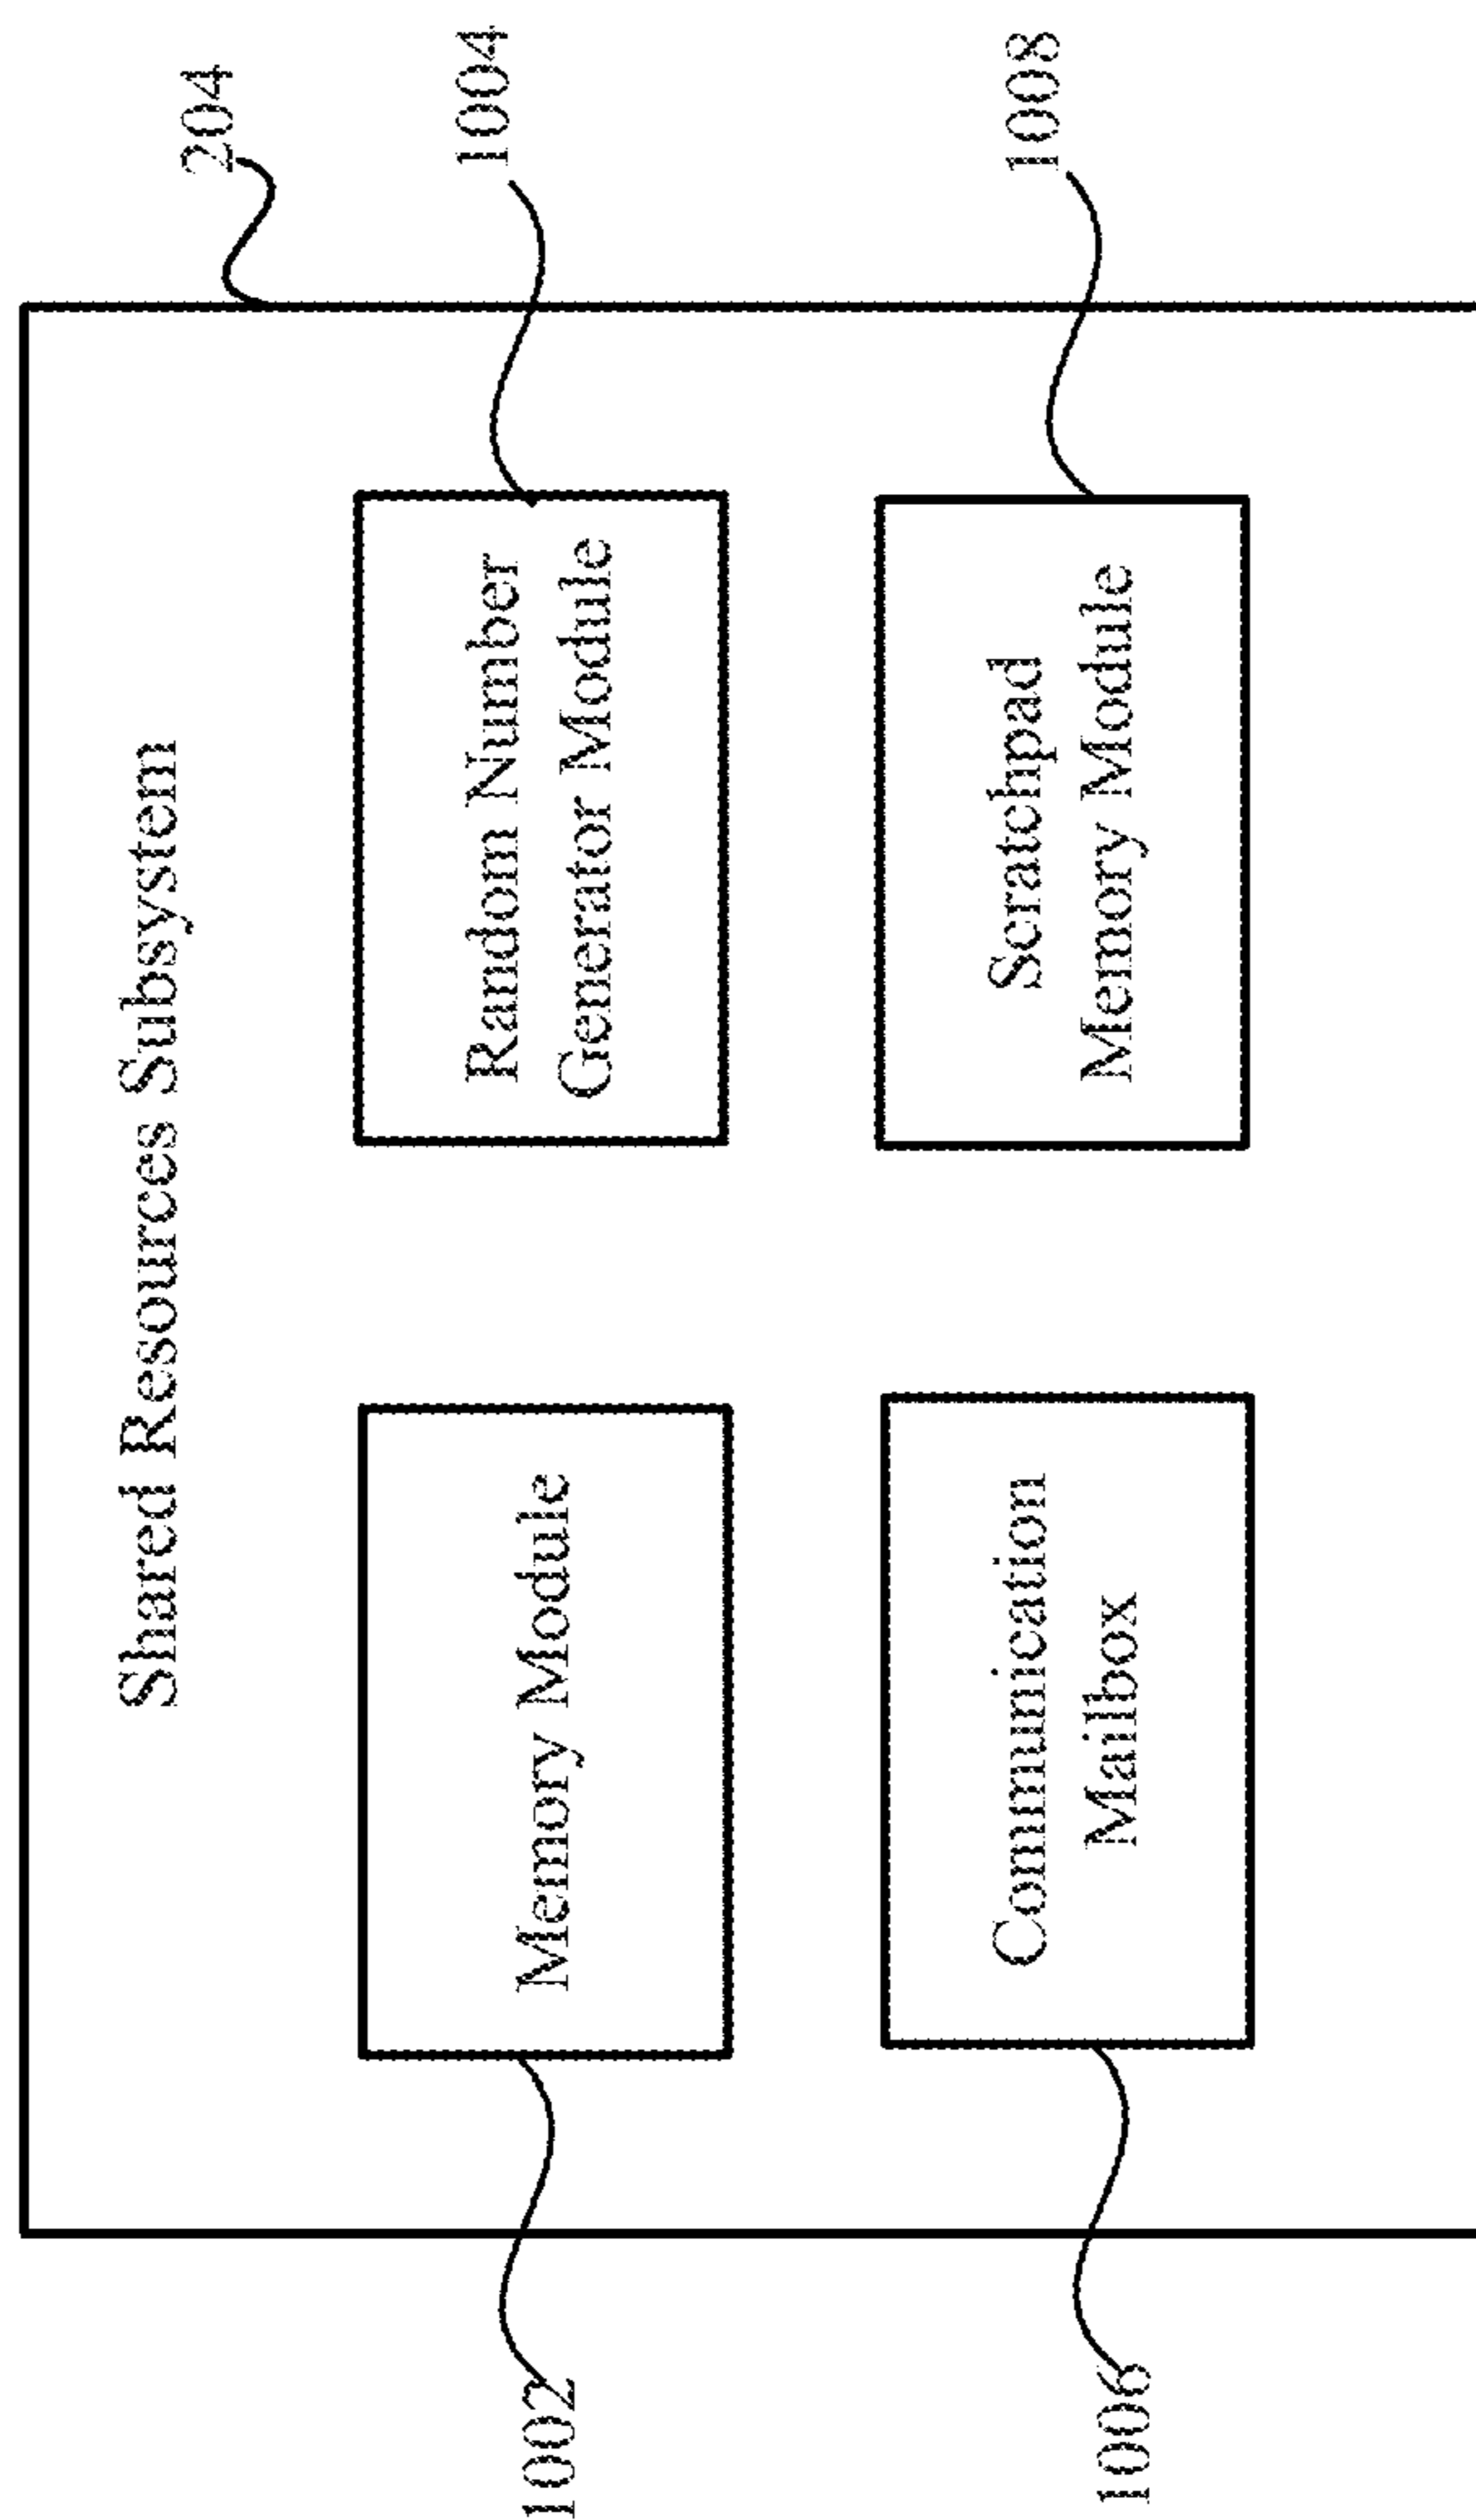 204
Shared Resources Subsystem
1002
Memory Module
Random Number
Generator Module
1004
1006
Communication
Mailbox
Scratchpad
Memory Module
1008